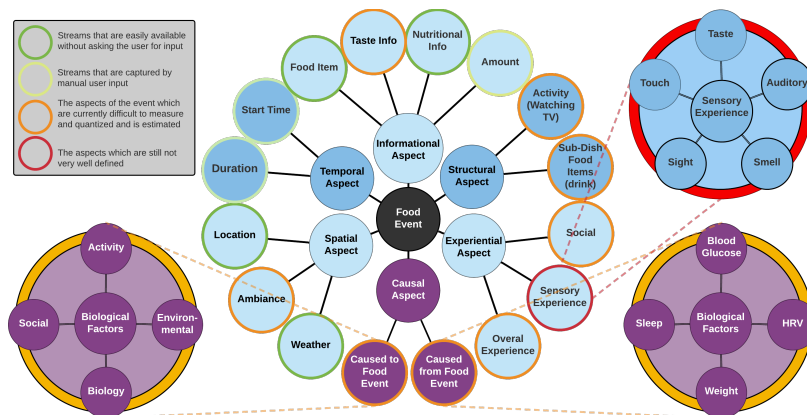 Streams that are easily available
without asking the user for input
Streams that are captured by
manual user input
The aspects of the event which
are currently difficult to measure
and quantized and is estimated
The aspects which are still not
very well defined
Taste Info
Nutritional
Info
Food Item
Amount
Start Time
Activity
(Watching
TV)
Informational
Aspect
Duration
Temporal
Aspect
Structural
Aspect
Sub-Dish
Food
Items
(drink)
Food
Event
Location
Spatial
Aspect
Experiential
Aspect
Social
Ambiance
Causal
Aspect
Sensory
Experience
Weather
Overal
Experience
Caused to
Food
Event
Caused
from Food
Event
Taste
Touch
Auditory
Sensory
Experience
Sight
Smell
Activity
Social
Biological
Factors
Environ-
mental
Biology
Blood
Glucose
Sleep
Biological
Factors
HRV
Weight